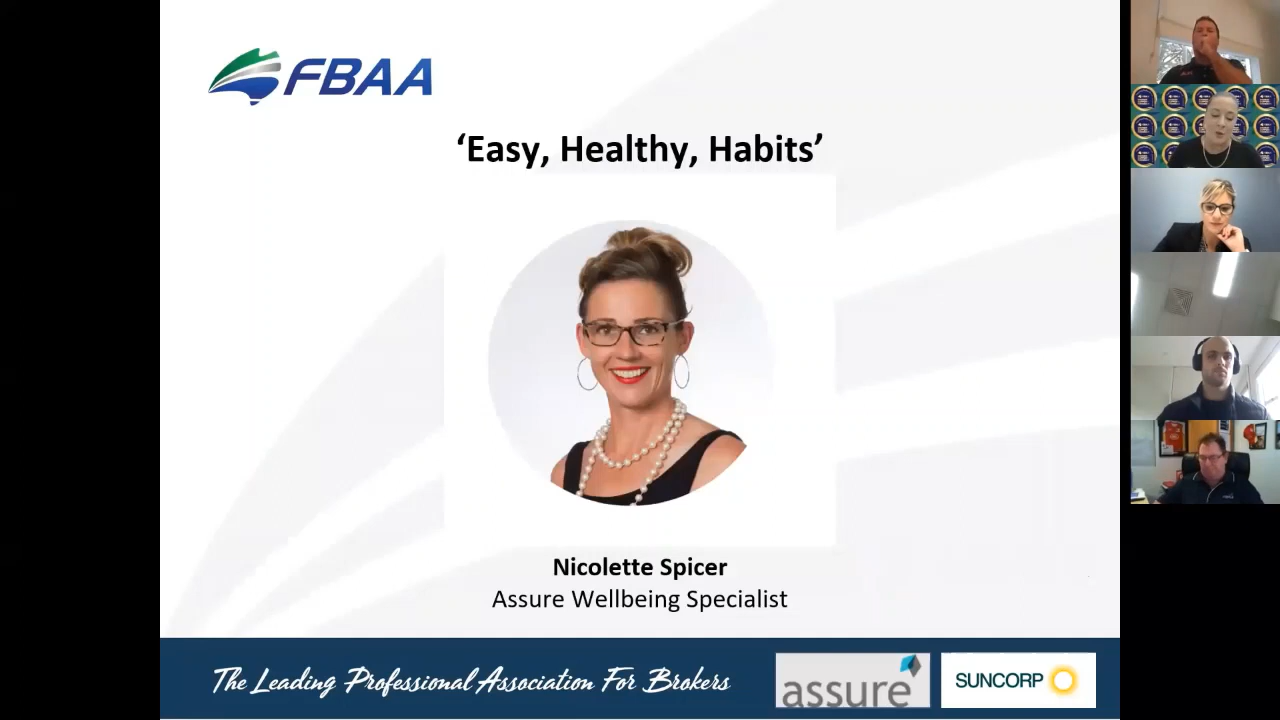 FBAA
‘Easy, Healthy, Habits’
Nicolette Spicer
Assure Wellbeing Specialist
The Leading Professional Association For Brokers
assure
SUNCORP